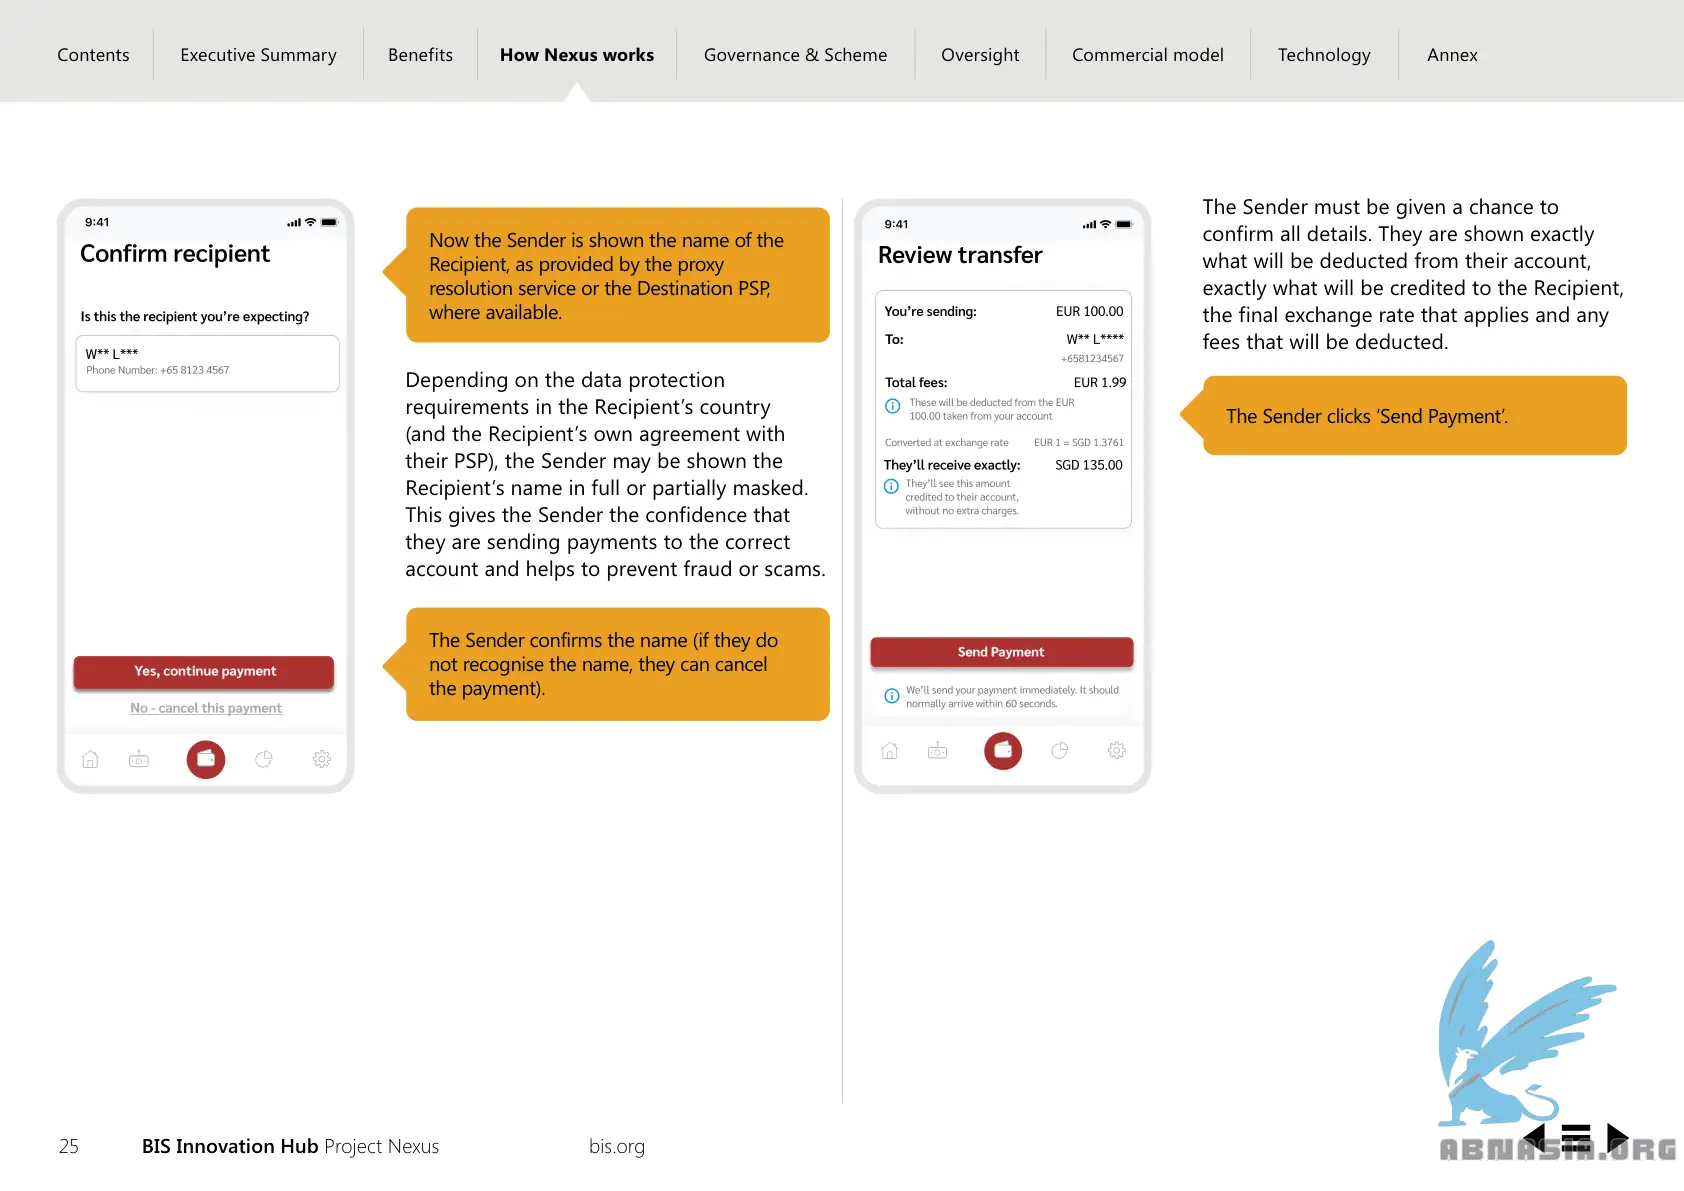 Contents
Executive Summary
Benefits
How Nexus works
Governance & Scheme
Oversight
Commercial model
Technology
Annex
9:41
Confirm recipient
Is this the recipient you're expecting?
W** L***
Phone Number: +65 8123 4567
Yes, continue payment
No - cancel this payment
Now the Sender is shown the name of the
Recipient, as provided by the proxy
resolution service or the Destination PSP,
where available.
Depending on the data protection
requirements in the Recipient's country
(and the Recipient's own agreement with
their PSP), the Sender may be shown the
Recipient's name in full or partially masked.
This gives the Sender the confidence that
they are sending payments to the correct
account and helps to prevent fraud or scams.
The Sender confirms the name (if they do
not recognise the name, they can cancel
the payment).
9:41
Review transfer
You're sending: EUR 100.00
To: W** L****
+6581234567
Total fees: EUR 1.99
These will be deducted from the EUR
100.00 taken from your account
Converted at exchange rate EUR 1 = SGD 1.3761
They'll receive exactly: SGD 135.00
They'll see this amount
credited to their account,
without no extra charges.
Send Payment
We'll send your payment immediately. It should
normally arrive within 60 seconds.
The Sender must be given a chance to
confirm all details. They are shown exactly
what will be deducted from their account,
exactly what will be credited to the Recipient,
the final exchange rate that applies and any
fees that will be deducted.
The Sender clicks 'Send Payment'.
25
BIS Innovation Hub Project Nexus
bis.org
ABNASIA.ORG